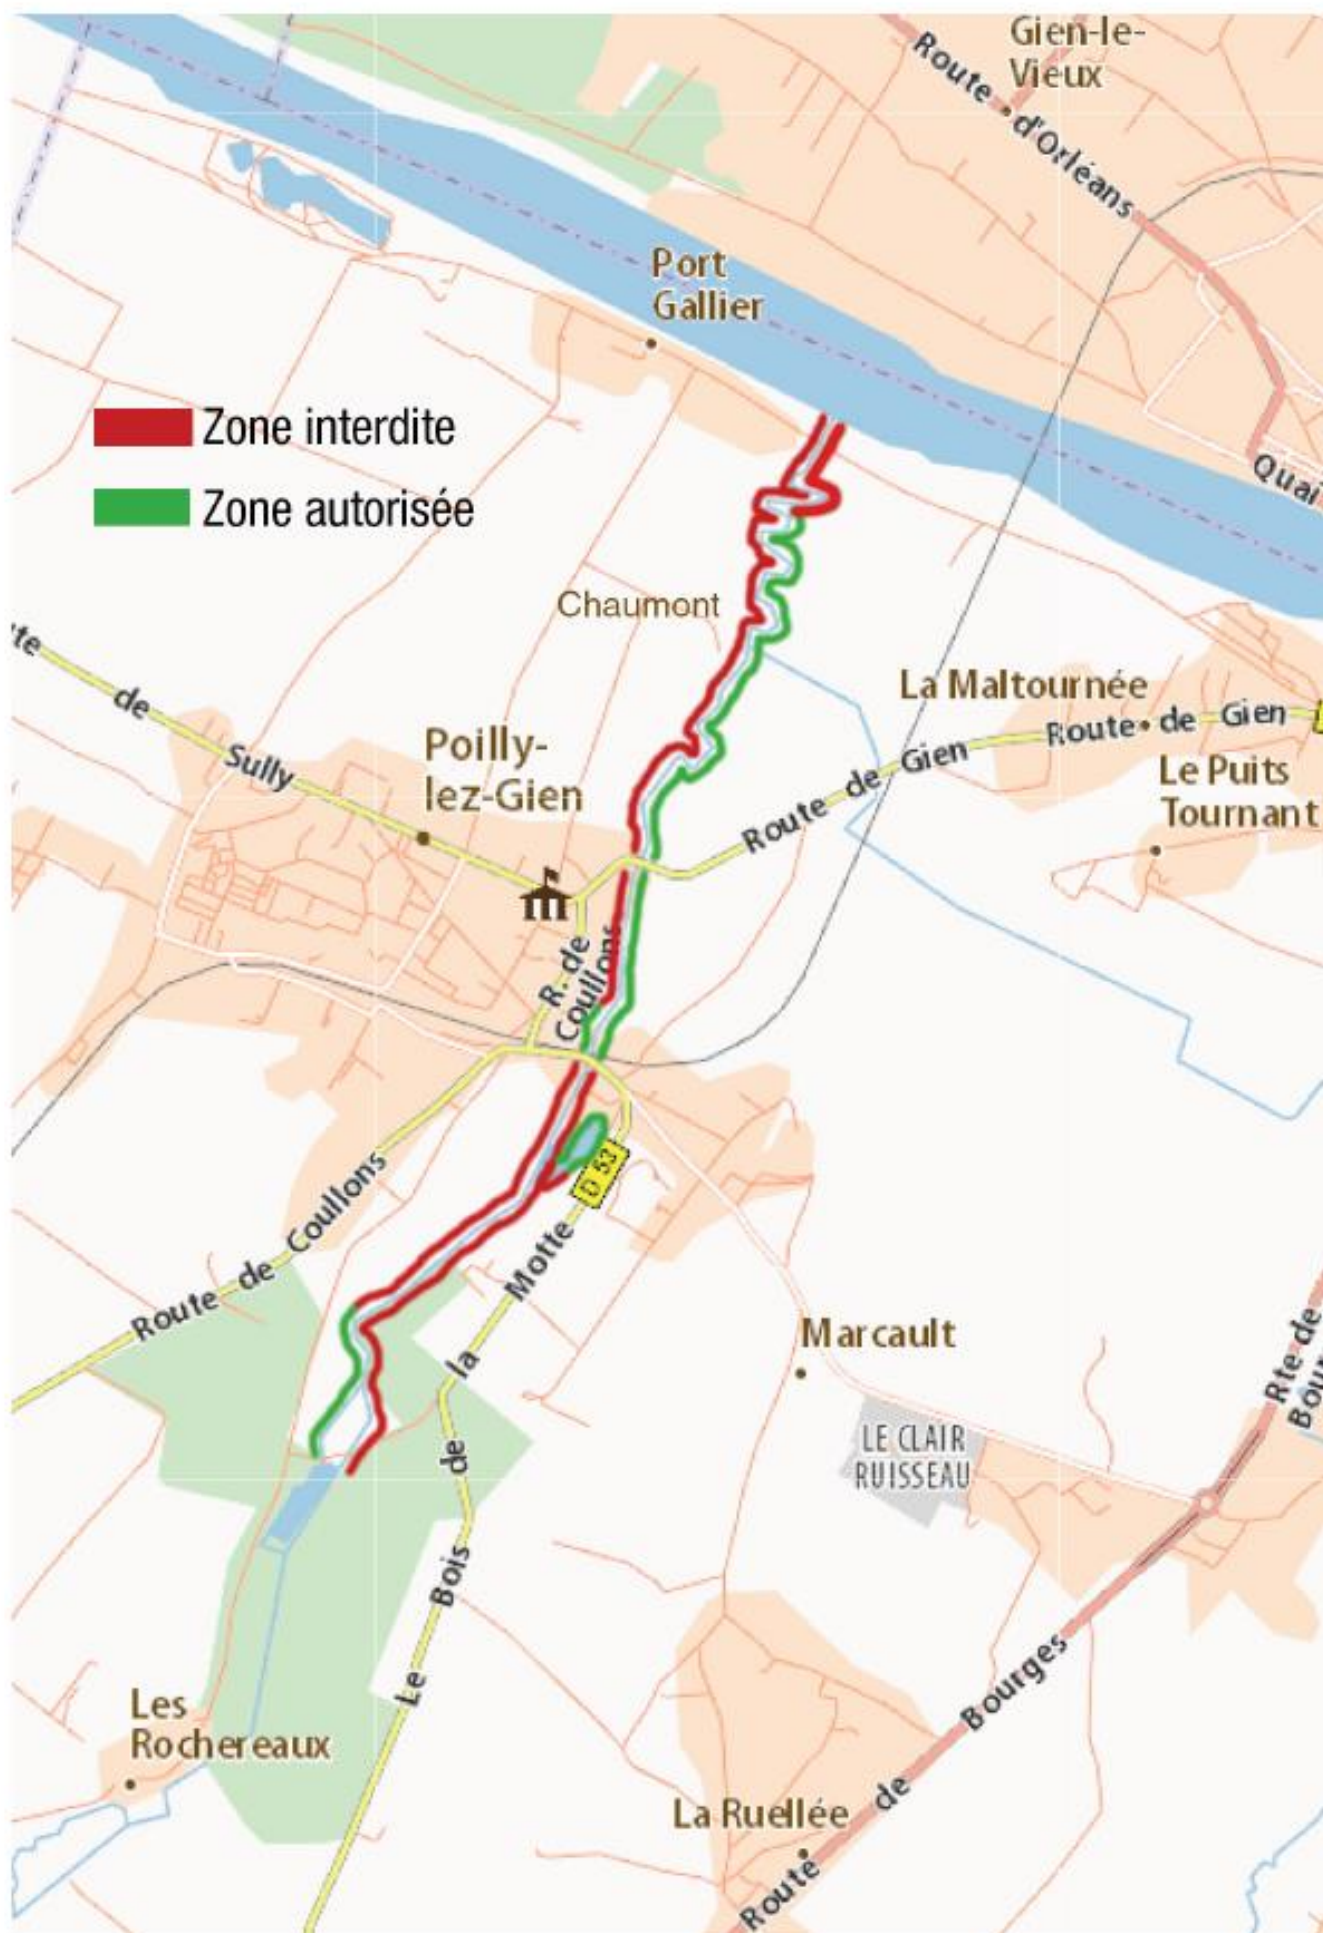 Gien-le-
Vieux
Route d'Orléans
Port
Gallier
Quai
Zone interdite
Zone autorisée
Chaumont
La Maltournée
Route de Gien
Route de Gien
Le Puits
Tournant
de Sully
Poilly-
lez-Gien
R. de
Coullons
D 53
Route de Coullons
Le Bois de la Motte
Marcault
Rte de
LE CLAIR
RUISSEAU
Les
Rochereaux
La Ruellée
Route de Bourges